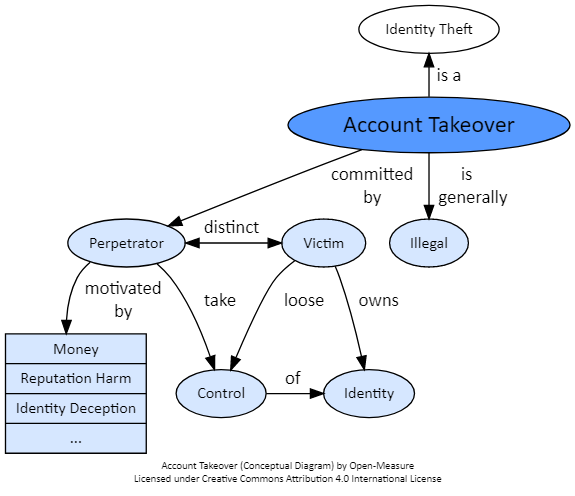 Identity Theft
is a
Account Takeover
committed
by
is
generally
distinct
Perpetrator
Victim
Illegal
motivated
by
take
loose
owns
Money
Reputation Harm
Identity Deception
...
Control
of
Identity
Account Takeover (Conceptual Diagram) by Open-Measure
Licensed under Creative Commons Attribution 4.0 International License